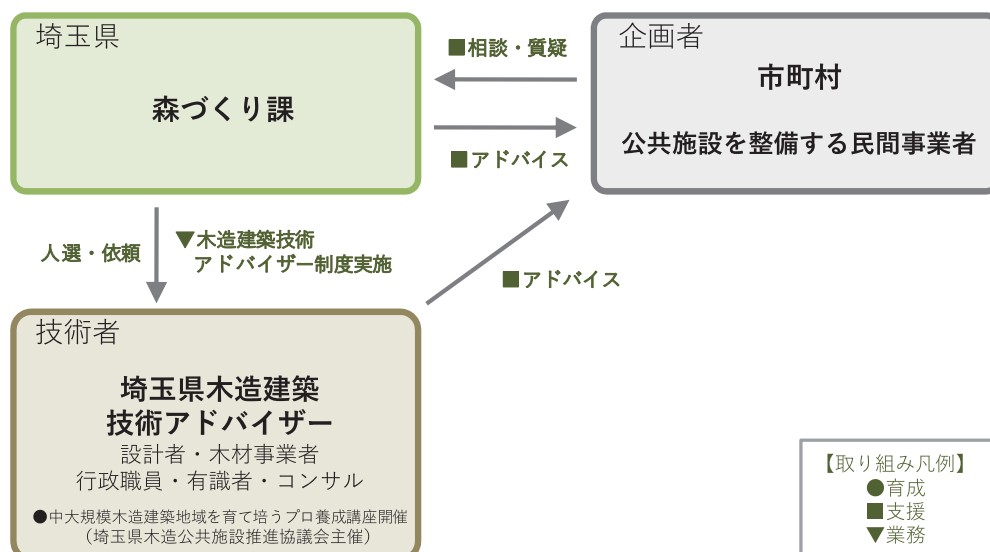 埼玉県
森づくり課
■相談・質疑
■アドバイス
企画者
市町村
公共施設を整備する民間事業者
人選・依頼
▼木造建築技術
アドバイザー制度実施
■アドバイス
技術者
埼玉県木造建築
技術アドバイザー
設計者・木材事業者
行政職員・有識者・コンサル
●中大規模木造建築地域を育て培うプロ養成講座開催
（埼玉県木造公共施設推進協議会主催）
【取り組み凡例】
●育成
■支援
▼業務